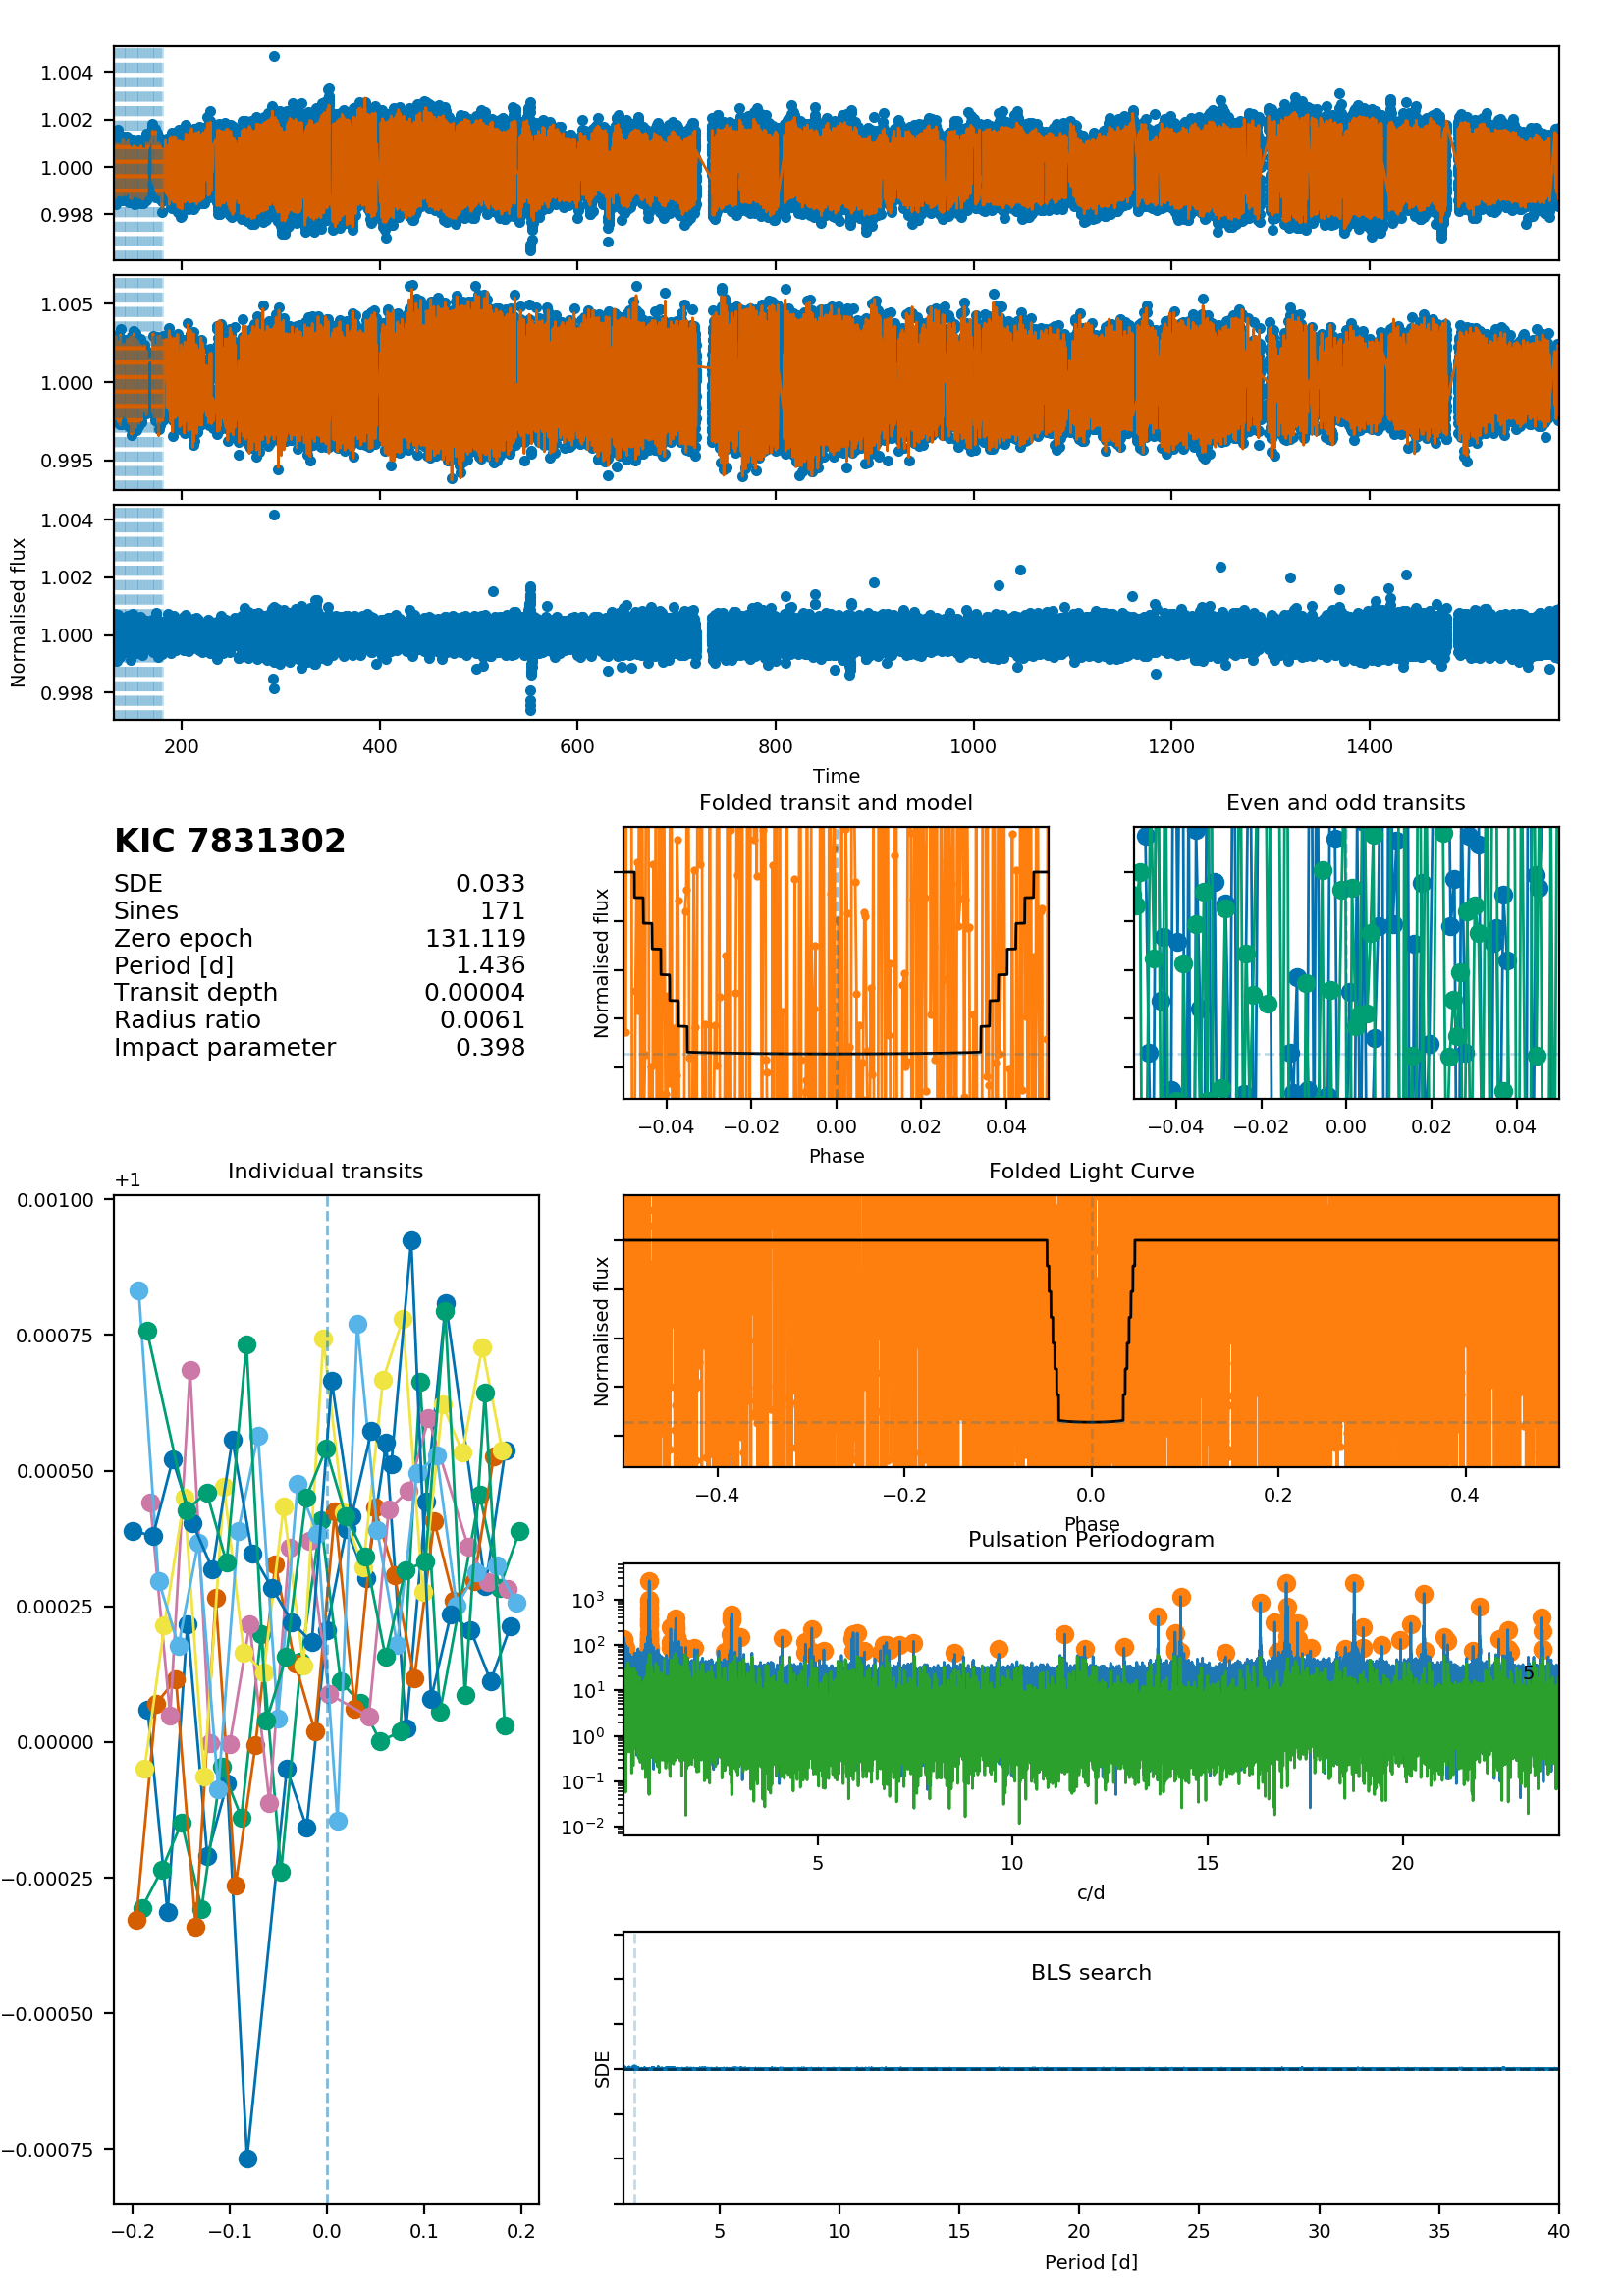 1.004
1.002
1.000
0.998
1.005
1.000
0.995
1.004
1.002
1.000
0.998
Normalised flux
200 400 600 800 1000 1200 1400
Time
KIC 7831302
SDE 0.033
Sines 171
Zero epoch 131.119
Period [d] 1.436
Transit depth 0.00004
Radius ratio 0.0061
Impact parameter 0.398
Folded transit and model
Normalised flux
−0.04 −0.02 0.00 0.02 0.04
Phase
Even and odd transits
−0.04 −0.02 0.00 0.02 0.04
Individual transits
+1
0.00100
0.00075
0.00050
0.00025
0.00000
−0.00025
−0.00050
−0.00075
−0.2 −0.1 0.0 0.1 0.2
Folded Light Curve
Normalised flux
−0.4 −0.2 0.0 0.2 0.4
Phase
Pulsation Periodogram
10³
10²
10¹
10⁰
10⁻¹
10⁻²
5
5 10 15 20
c/d
BLS search
SDE
5 10 15 20 25 30 35 40
Period [d]